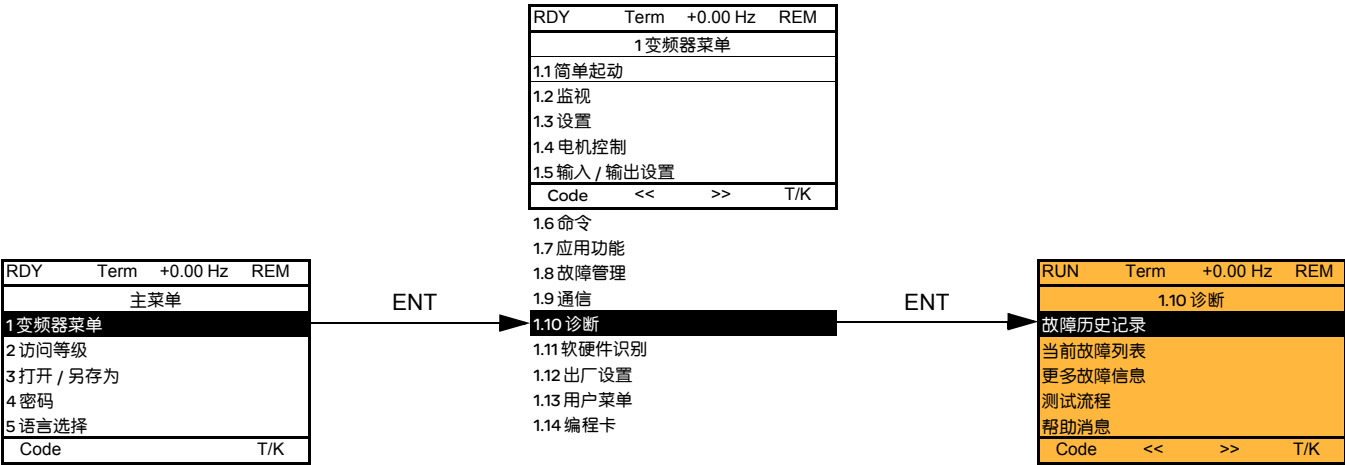 RDY Term +0.00 Hz REM
1 变频器菜单
1.1 简单起动
1.2 监视
1.3 设置
1.4 电机控制
1.5 输入 / 输出设置
Code << >> T/K
1.6 命令
1.7 应用功能
1.8 故障管理
1.9 通信
1.10 诊断
1.11 软硬件识别
1.12 出厂设置
1.13 用户菜单
1.14 编程卡
RDY Term +0.00 Hz REM
主菜单
1 变频器菜单
2 访问等级
3 打开 / 另存为
4 密码
5 语言选择
Code T/K
ENT
ENT
RUN Term +0.00 Hz REM
1.10 诊断
故障历史记录
当前故障列表
更多故障信息
测试流程
帮助消息
Code << >> T/K